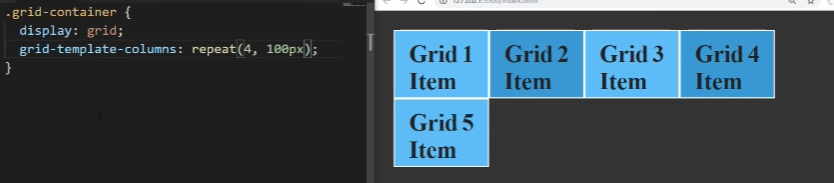 .grid-container {
  display: grid;
  grid-template-columns: repeat(4, 100px);
}
Grid 1 Grid 2 Grid 3 Grid 4
Item Item Item Item
Grid 5
Item